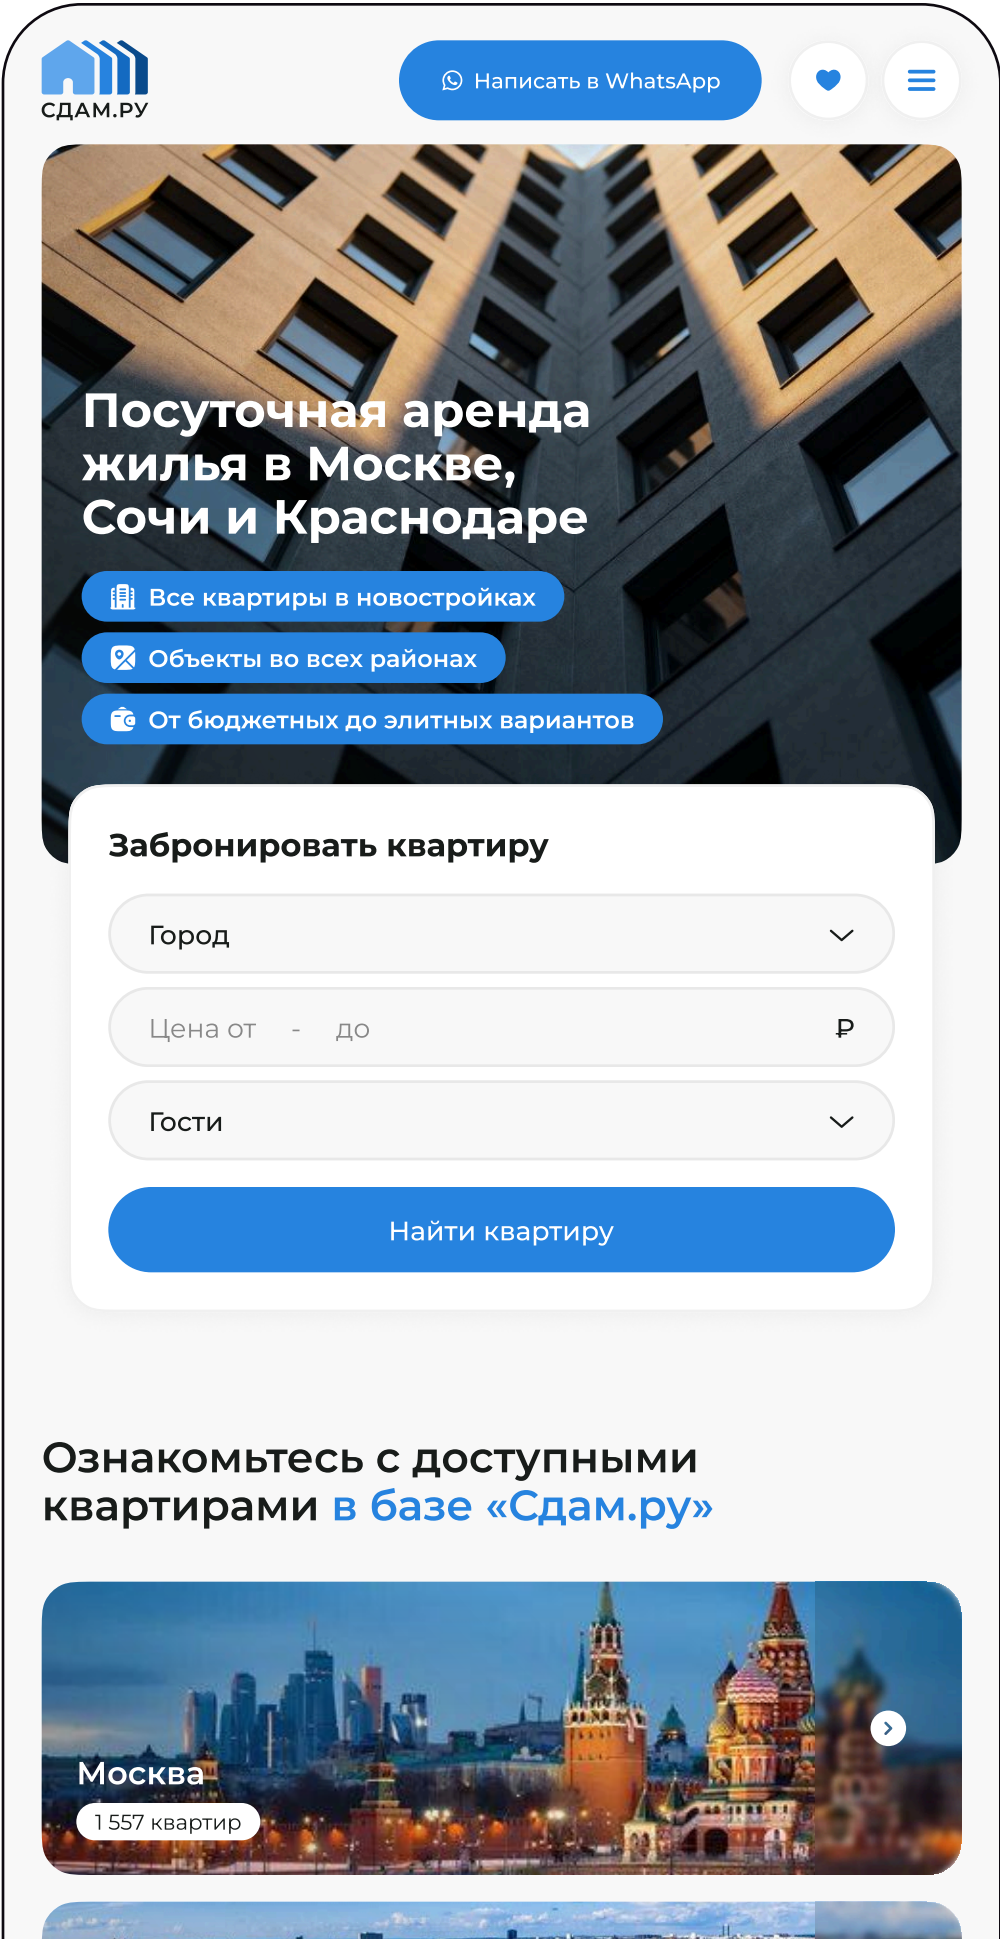 СДАМ.РУ
Написать в WhatsApp
Посуточная аренда
жилья в Москве,
Сочи и Краснодаре
Все квартиры в новостройках
Объекты во всех районах
От бюджетных до элитных вариантов
Забронировать квартиру
Город
Цена от - до ₽
Гости
Найти квартиру
Ознакомьтесь с доступными
квартирами в базе «Сдам.ру»
Москва
1 557 квартир